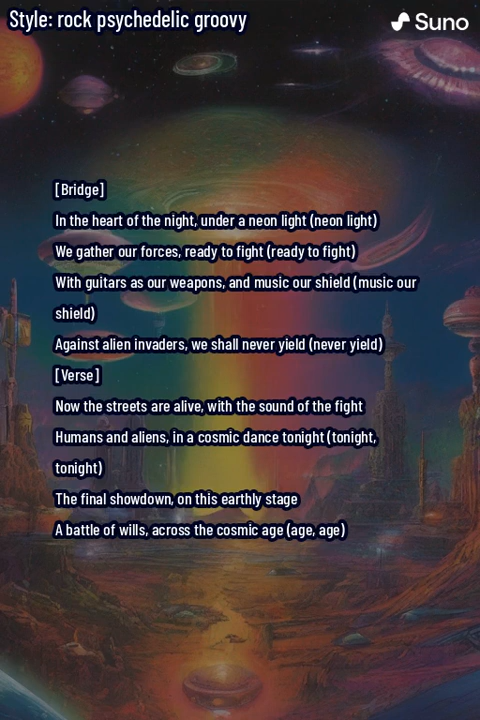 Style: rock psychedelic groovy
Suno
[Bridge]
In the heart of the night, under a neon light (neon light)
We gather our forces, ready to fight (ready to fight)
With guitars as our weapons, and music our shield (music our
shield)
Against alien invaders, we shall never yield (never yield)
[Verse]
Now the streets are alive, with the sound of the fight
Humans and aliens, in a cosmic dance tonight (tonight,
tonight)
The final showdown, on this earthly stage
A battle of wills, across the cosmic age (age, age)